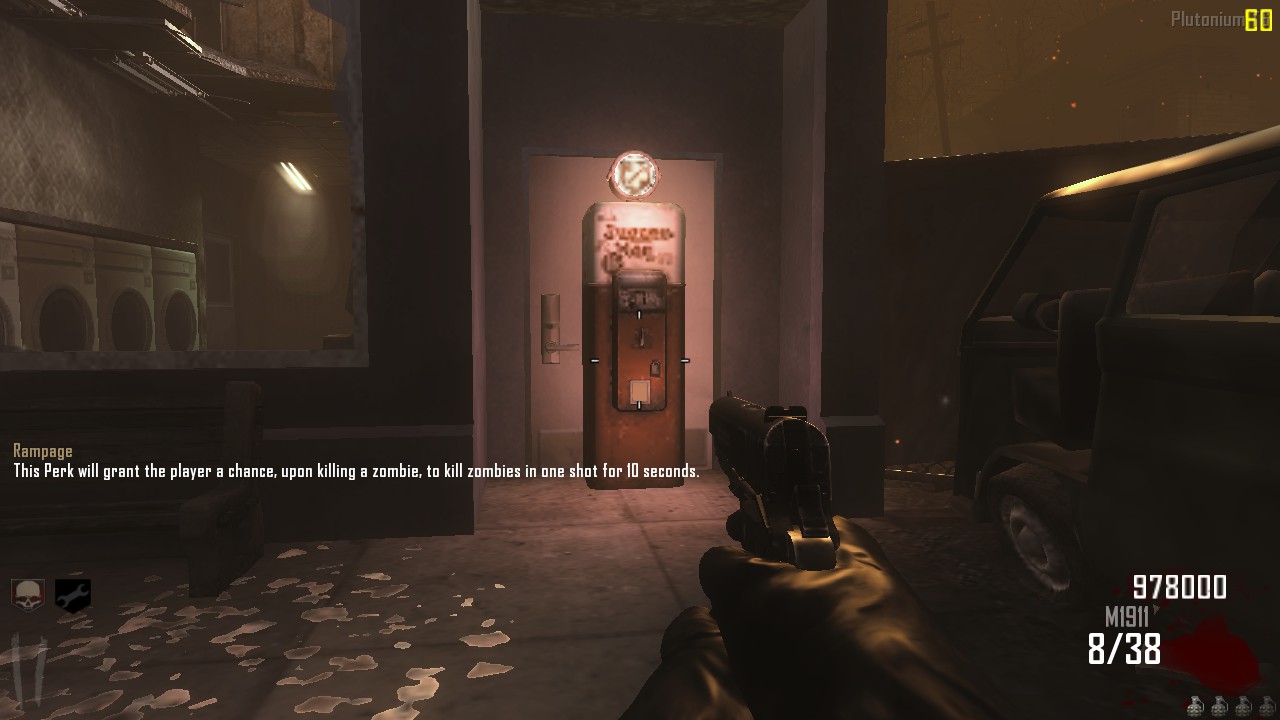 Plutonium
60
Rampage
This Perk will grant the player a chance, upon killing a zombie, to kill zombies in one shot for 10 seconds.
978000
M1911
8/38